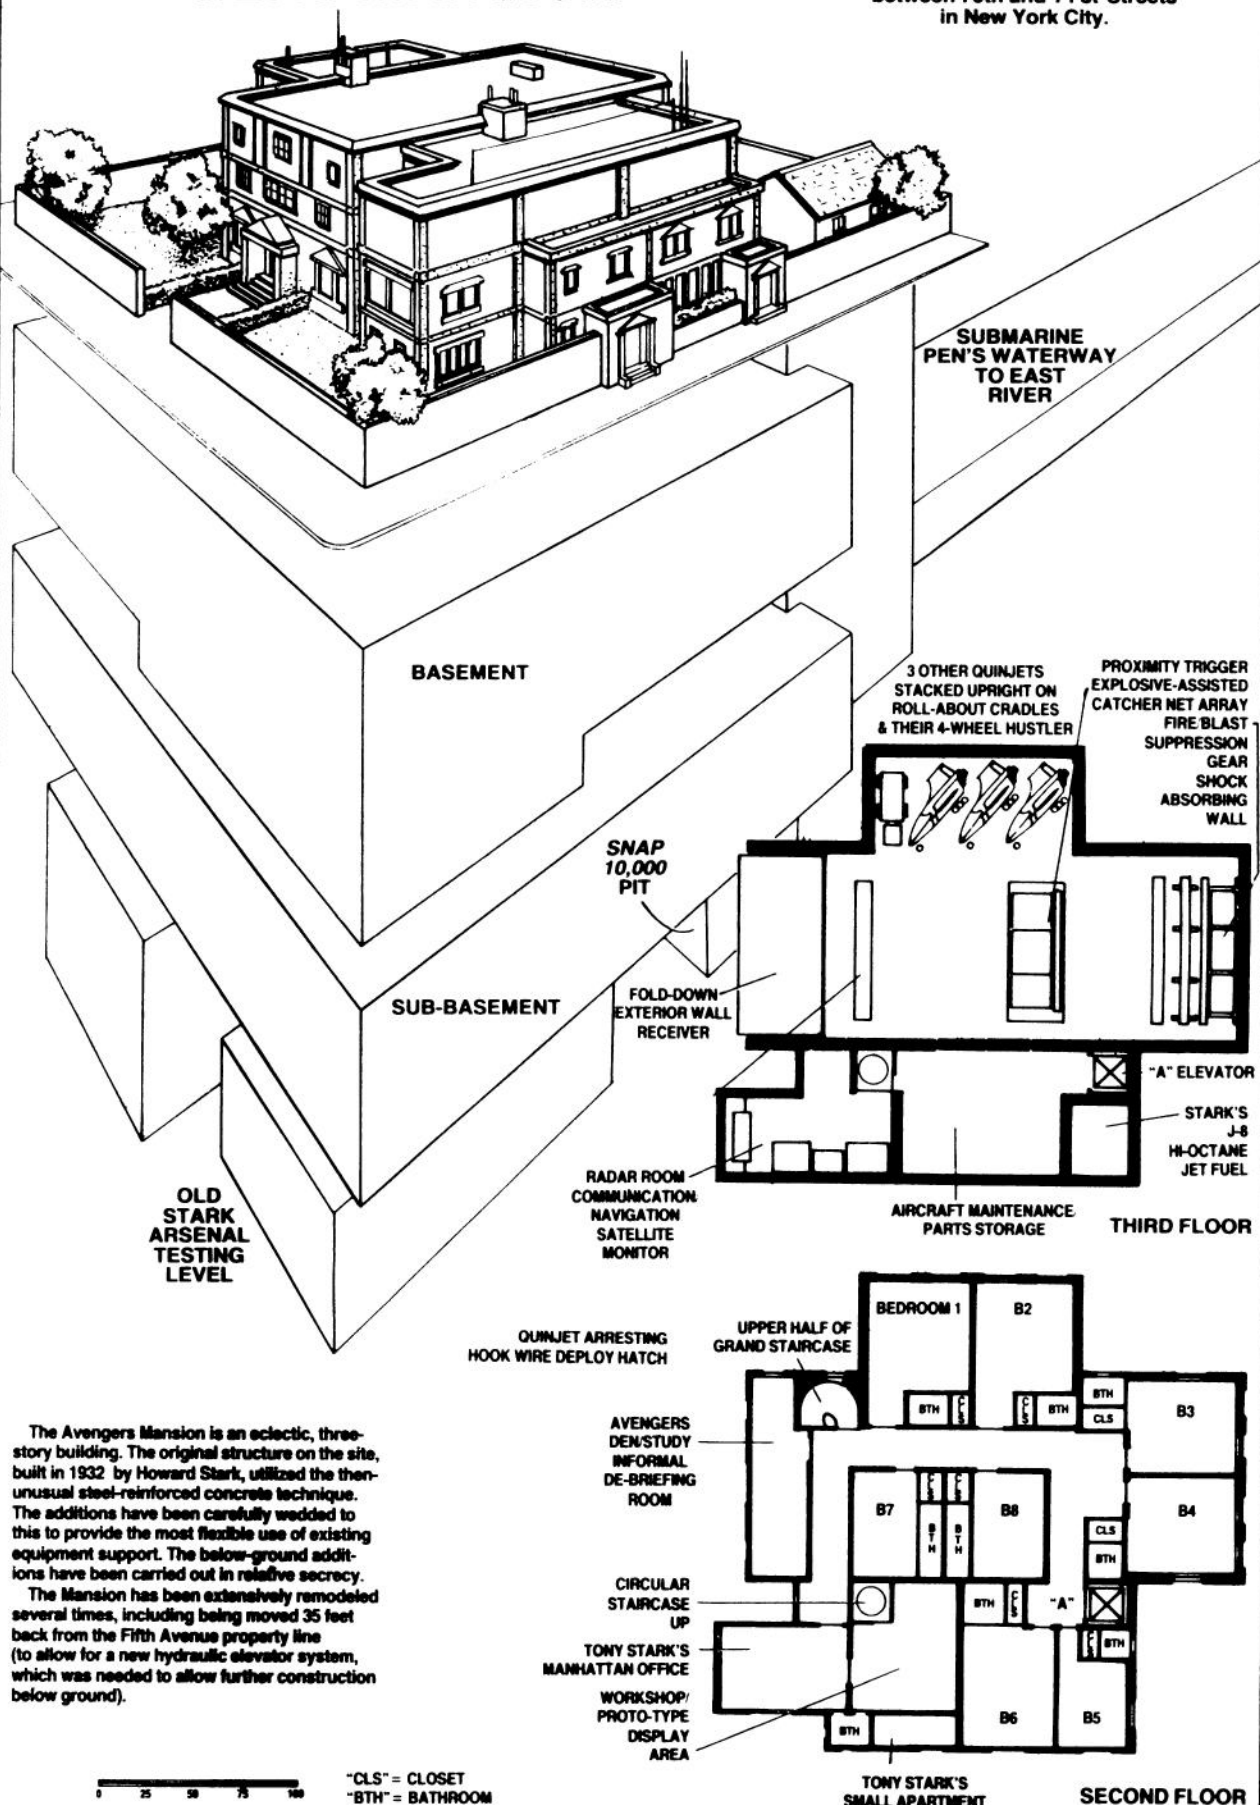 in New York City.
SUBMARINE
PEN'S WATERWAY
TO EAST
RIVER
BASEMENT
SUB-BASEMENT
OLD
STARK
ARSENAL
TESTING
LEVEL
SNAP
10,000
PIT
3 OTHER QUINJETS
STACKED UPRIGHT ON
ROLL-ABOUT CRADLES
& THEIR 4-WHEEL HUSTLER
PROXIMITY TRIGGER
EXPLOSIVE-ASSISTED
CATCHER NET ARRAY
FIRE/BLAST
SUPPRESSION
GEAR
SHOCK
ABSORBING
WALL
FOLD-DOWN
EXTERIOR WALL
RECEIVER
"A" ELEVATOR
STARK'S
J-8
HI-OCTANE
JET FUEL
RADAR ROOM
COMMUNICATION
NAVIGATION
SATELLITE
MONITOR
AIRCRAFT MAINTENANCE
PARTS STORAGE
THIRD FLOOR
QUINJET ARRESTING
HOOK WIRE DEPLOY HATCH
UPPER HALF OF
GRAND STAIRCASE
BEDROOM 1
B2
BTH
CLS
CLS
BTH
BTH
CLS
B3
AVENGERS
DEN/STUDY
INFORMAL
DE-BRIEFING
ROOM
B7
CLS
CLS
BTH
BTH
B8
B4
CLS
BTH
CIRCULAR
STAIRCASE
UP
BTH
CLS
"A"
CLS
BTH
TONY STARK'S
MANHATTAN OFFICE
WORKSHOP/
PROTO-TYPE
DISPLAY
AREA
BTH
B6
B5
TONY STARK'S
SMALL APARTMENT
SECOND FLOOR
The Avengers Mansion is an eclectic, three-
story building. The original structure on the site,
built in 1932 by Howard Stark, utilized the then-
unusual steel-reinforced concrete technique.
The additions have been carefully wedded to
this to provide the most flexible use of existing
equipment support. The below-ground addit-
ions have been carried out in relative secrecy.
The Mansion has been extensively remodeled
several times, including being moved 35 feet
back from the Fifth Avenue property line
(to allow for a new hydraulic elevator system,
which was needed to allow further construction
below ground).
0 25 50 75 100
"CLS" = CLOSET
"BTH" = BATHROOM